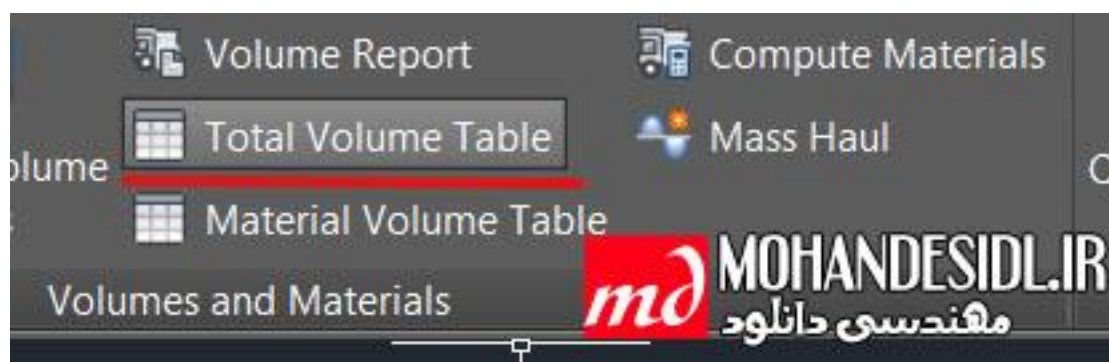 Volume Report
Compute Materials
Total Volume Table
Mass Haul
Material Volume Table
Volumes and Materials
md
MOHANDESIDL.IR
مهندسی دانلود